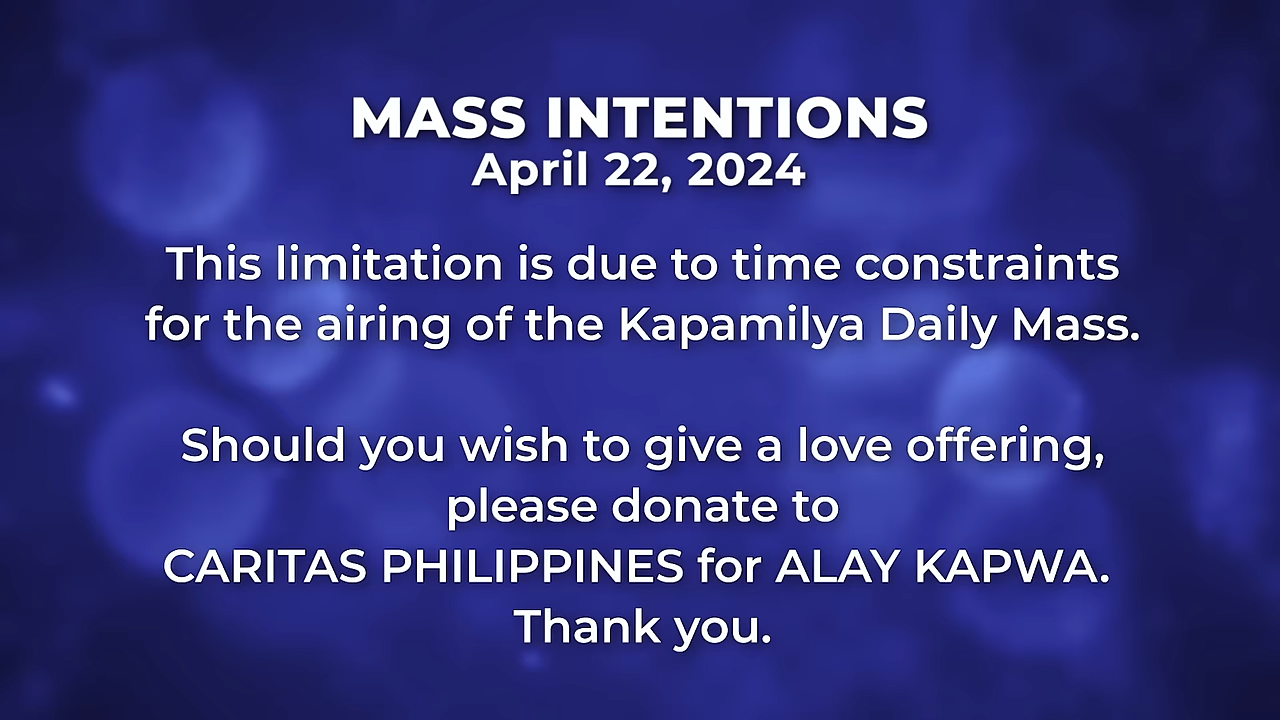 MASS INTENTIONS
April 22, 2024
This limitation is due to time constraints
for the airing of the Kapamilya Daily Mass.
Should you wish to give a love offering,
please donate to
CARITAS PHILIPPINES for ALAY KAPWA.
Thank you.